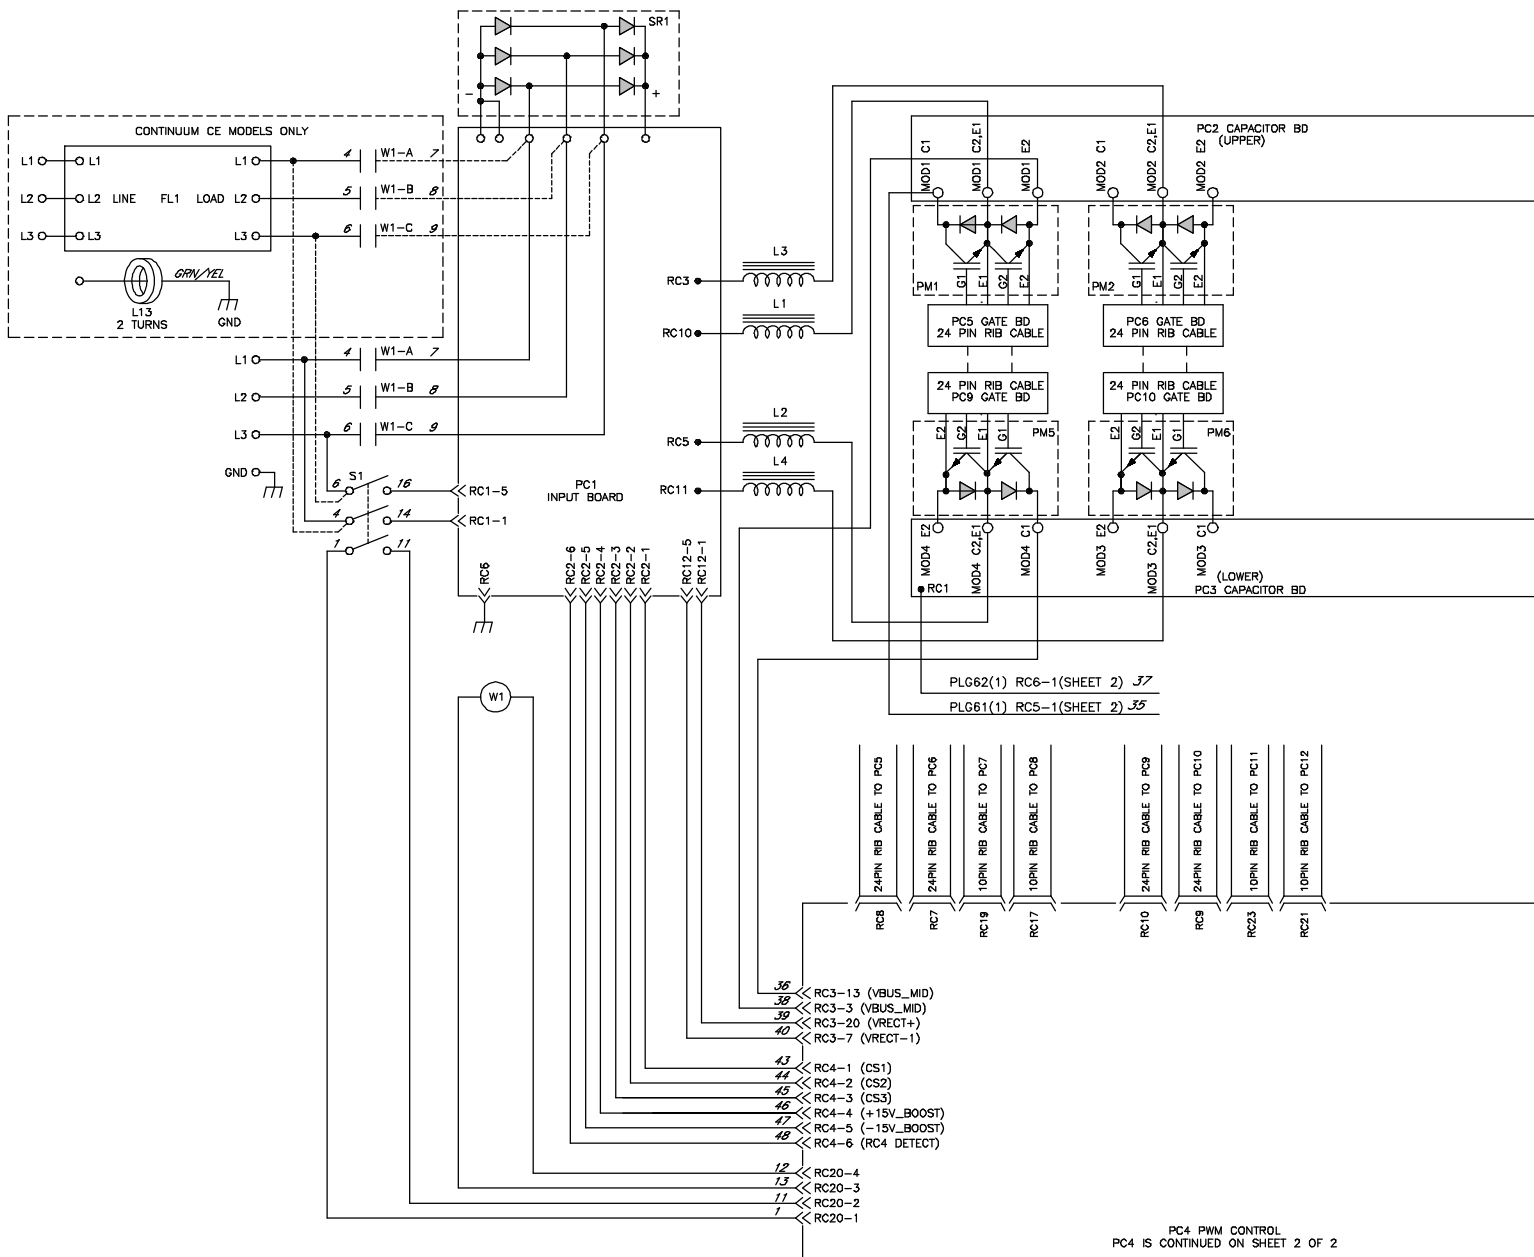 SR1
-
+
CONTINUUM CE MODELS ONLY
L1
L1
L1
4
W1-A
7
L2
L2
LINE
FL1
LOAD
L2
5
W1-B
8
L3
L3
L3
6
W1-C
9
GRN/YEL
L13
2 TURNS
GND
L1
4
W1-A
7
L2
5
W1-B
8
L3
6
W1-C
9
GND
S1
6
16
RC1-5
4
14
RC1-1
1
11
PC1
INPUT BOARD
RC3
L3
RC10
L1
RC5
L2
RC11
L4
RC6
RC2-6
RC2-5
RC2-4
RC2-3
RC2-2
RC2-1
RC12-5
RC12-1
W1
PC2 CAPACITOR BD
(UPPER)
MOD1 C1
MOD1 C2,E1
MOD1 E2
MOD2 C1
MOD2 C2,E1
MOD2 E2
PM1
G1
E1
G2
E2
PM2
G1
E1
G2
E2
PC5 GATE BD
24 PIN RIB CABLE
PC6 GATE BD
24 PIN RIB CABLE
24 PIN RIB CABLE
PC9 GATE BD
24 PIN RIB CABLE
PC10 GATE BD
E2
G2
E1
G1
PM5
E2
G2
E1
G1
PM6
MOD4 E2
MOD4 C2,E1
MOD4 C1
MOD3 E2
MOD3 C2,E1
MOD3 C1
RC1
(LOWER)
PC3 CAPACITOR BD
PLG62(1) RC6-1(SHEET 2) 37
PLG61(1) RC5-1(SHEET 2) 35
24PIN RIB CABLE TO PC5
24PIN RIB CABLE TO PC6
10PIN RIB CABLE TO PC7
10PIN RIB CABLE TO PC8
24PIN RIB CABLE TO PC9
24PIN RIB CABLE TO PC10
10PIN RIB CABLE TO PC11
10PIN RIB CABLE TO PC12
RC8
RC7
RC19
RC17
RC10
RC9
RC23
RC21
36 RC3-13 (VBUS_MID)
38 RC3-3 (VBUS_MID)
39 RC3-20 (VRECT+)
40 RC3-7 (VRECT-1)
43 RC4-1 (CS1)
44 RC4-2 (CS2)
45 RC4-3 (CS3)
46 RC4-4 (+15V_BOOST)
47 RC4-5 (-15V_BOOST)
48 RC4-6 (RC4 DETECT)
12 RC20-4
13 RC20-3
11 RC20-2
1 RC20-1
PC4 PWM CONTROL
PC4 IS CONTINUED ON SHEET 2 OF 2